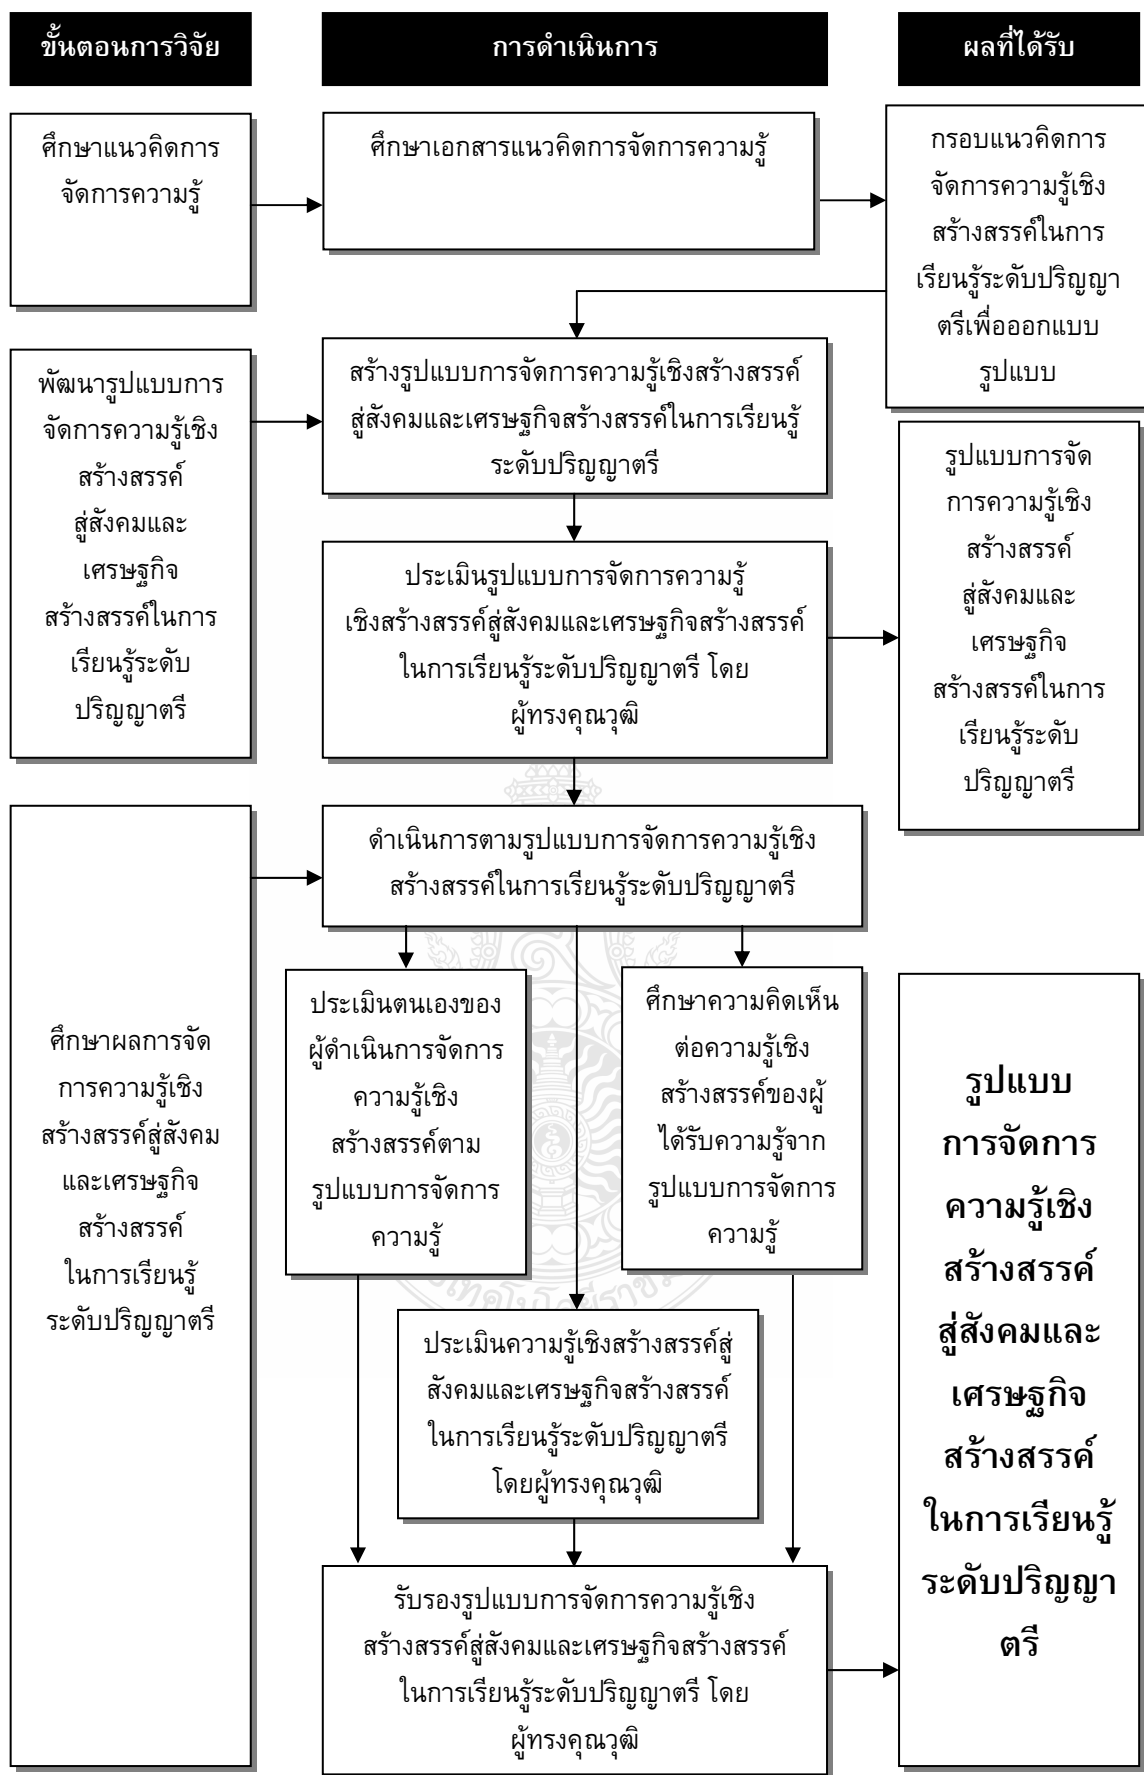 ขั้นตอนการวิจัย
การดำเนินการ
ผลที่ได้รับ
ศึกษาแนวคิดการ
จัดการความรู้
ศึกษาเอกสารแนวคิดการจัดการความรู้
กรอบแนวคิดการ
จัดการความรู้เชิง
สร้างสรรค์ในการ
เรียนรู้ระดับปริญญา
ตรีเพื่อออกแบบ
รูปแบบ
พัฒนารูปแบบการ
จัดการความรู้เชิง
สร้างสรรค์
สู่สังคมและ
เศรษฐกิจ
สร้างสรรค์ในการ
เรียนรู้ระดับ
ปริญญาตรี
สร้างรูปแบบการจัดการความรู้เชิงสร้างสรรค์
สู่สังคมและเศรษฐกิจสร้างสรรค์ในการเรียนรู้
ระดับปริญญาตรี
ประเมินรูปแบบการจัดการความรู้
เชิงสร้างสรรค์สู่สังคมและเศรษฐกิจสร้างสรรค์
ในการเรียนรู้ระดับปริญญาตรี โดย
ผู้ทรงคุณวุฒิ
รูปแบบการจัด
การความรู้เชิง
สร้างสรรค์
สู่สังคมและ
เศรษฐกิจ
สร้างสรรค์ในการ
เรียนรู้ระดับ
ปริญญาตรี
ศึกษาผลการจัด
การความรู้เชิง
สร้างสรรค์สู่สังคม
และเศรษฐกิจ
สร้างสรรค์
ในการเรียนรู้
ระดับปริญญาตรี
ดำเนินการตามรูปแบบการจัดการความรู้เชิง
สร้างสรรค์ในการเรียนรู้ระดับปริญญาตรี
ประเมินตนเองของ
ผู้ดำเนินการจัดการ
ความรู้เชิง
สร้างสรรค์ตาม
รูปแบบการจัดการ
ความรู้
ศึกษาความคิดเห็น
ต่อความรู้เชิง
สร้างสรรค์ของผู้
ได้รับความรู้จาก
รูปแบบการจัดการ
ความรู้
ประเมินความรู้เชิงสร้างสรรค์สู่
สังคมและเศรษฐกิจสร้างสรรค์
ในการเรียนรู้ระดับปริญญาตรี
โดยผู้ทรงคุณวุฒิ
รับรองรูปแบบการจัดการความรู้เชิง
สร้างสรรค์สู่สังคมและเศรษฐกิจสร้างสรรค์
ในการเรียนรู้ระดับปริญญาตรี โดย
ผู้ทรงคุณวุฒิ
รูปแบบ
การจัดการ
ความรู้เชิง
สร้างสรรค์
สู่สังคมและ
เศรษฐกิจ
สร้างสรรค์
ในการเรียนรู้
ระดับปริญญา
ตรี